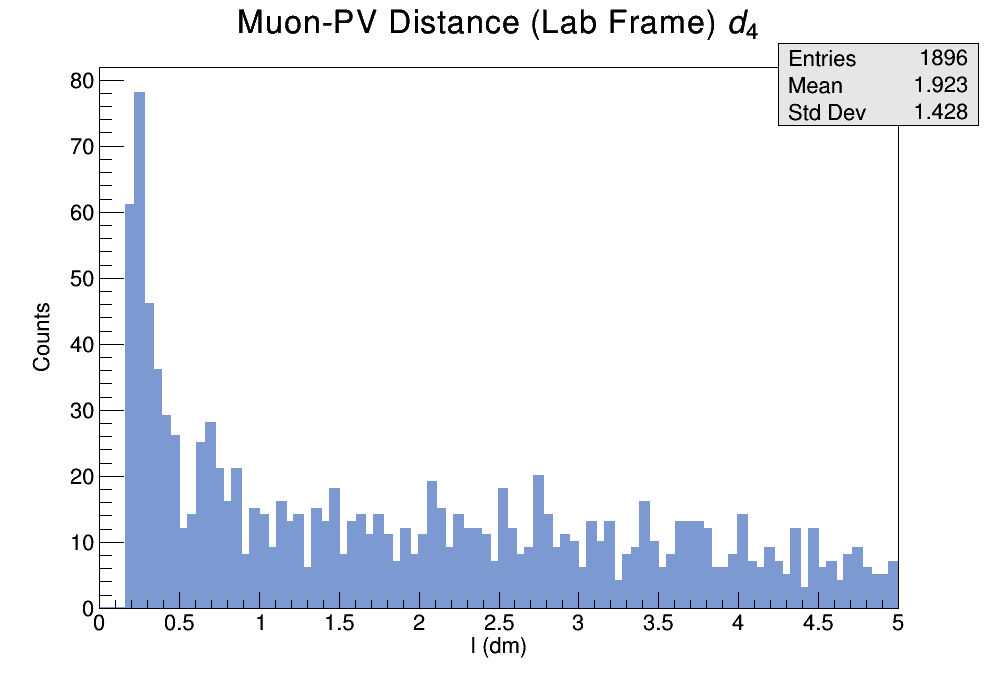 Muon-PV Distance (Lab Frame) d4
Entries 1896
Mean 1.923
Std Dev 1.428
80
70
60
50
40
30
20
10
0
Counts
0 0.5 1 1.5 2 2.5 3 3.5 4 4.5 5
l (dm)